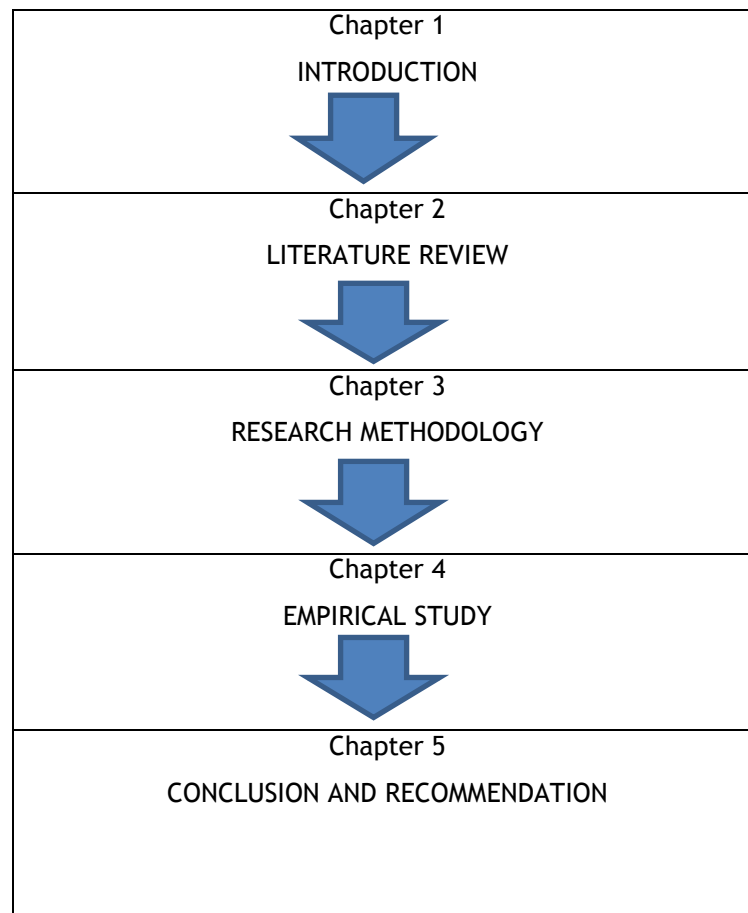 Chapter 1
INTRODUCTION
Chapter 2
LITERATURE REVIEW
Chapter 3
RESEARCH METHODOLOGY
Chapter 4
EMPIRICAL STUDY
Chapter 5
CONCLUSION AND RECOMMENDATION